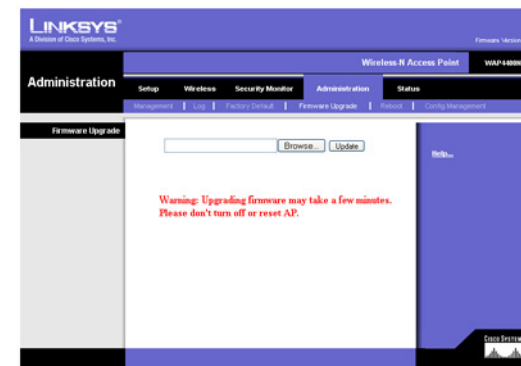 LINKSYS®
A Division of Cisco Systems, Inc.
Firmware Version
Wireless-N Access Point
WAP4400N
Administration
Setup
Wireless
Security Monitor
Administration
Status
Management | Log | Factory Default | Firmware Upgrade | Reboot | Config Management
Firmware Upgrade
Browse...
Update
Help...
Warning: Upgrading firmware may take a few minutes.
Please don't turn off or reset AP.
CISCO SYSTEMS